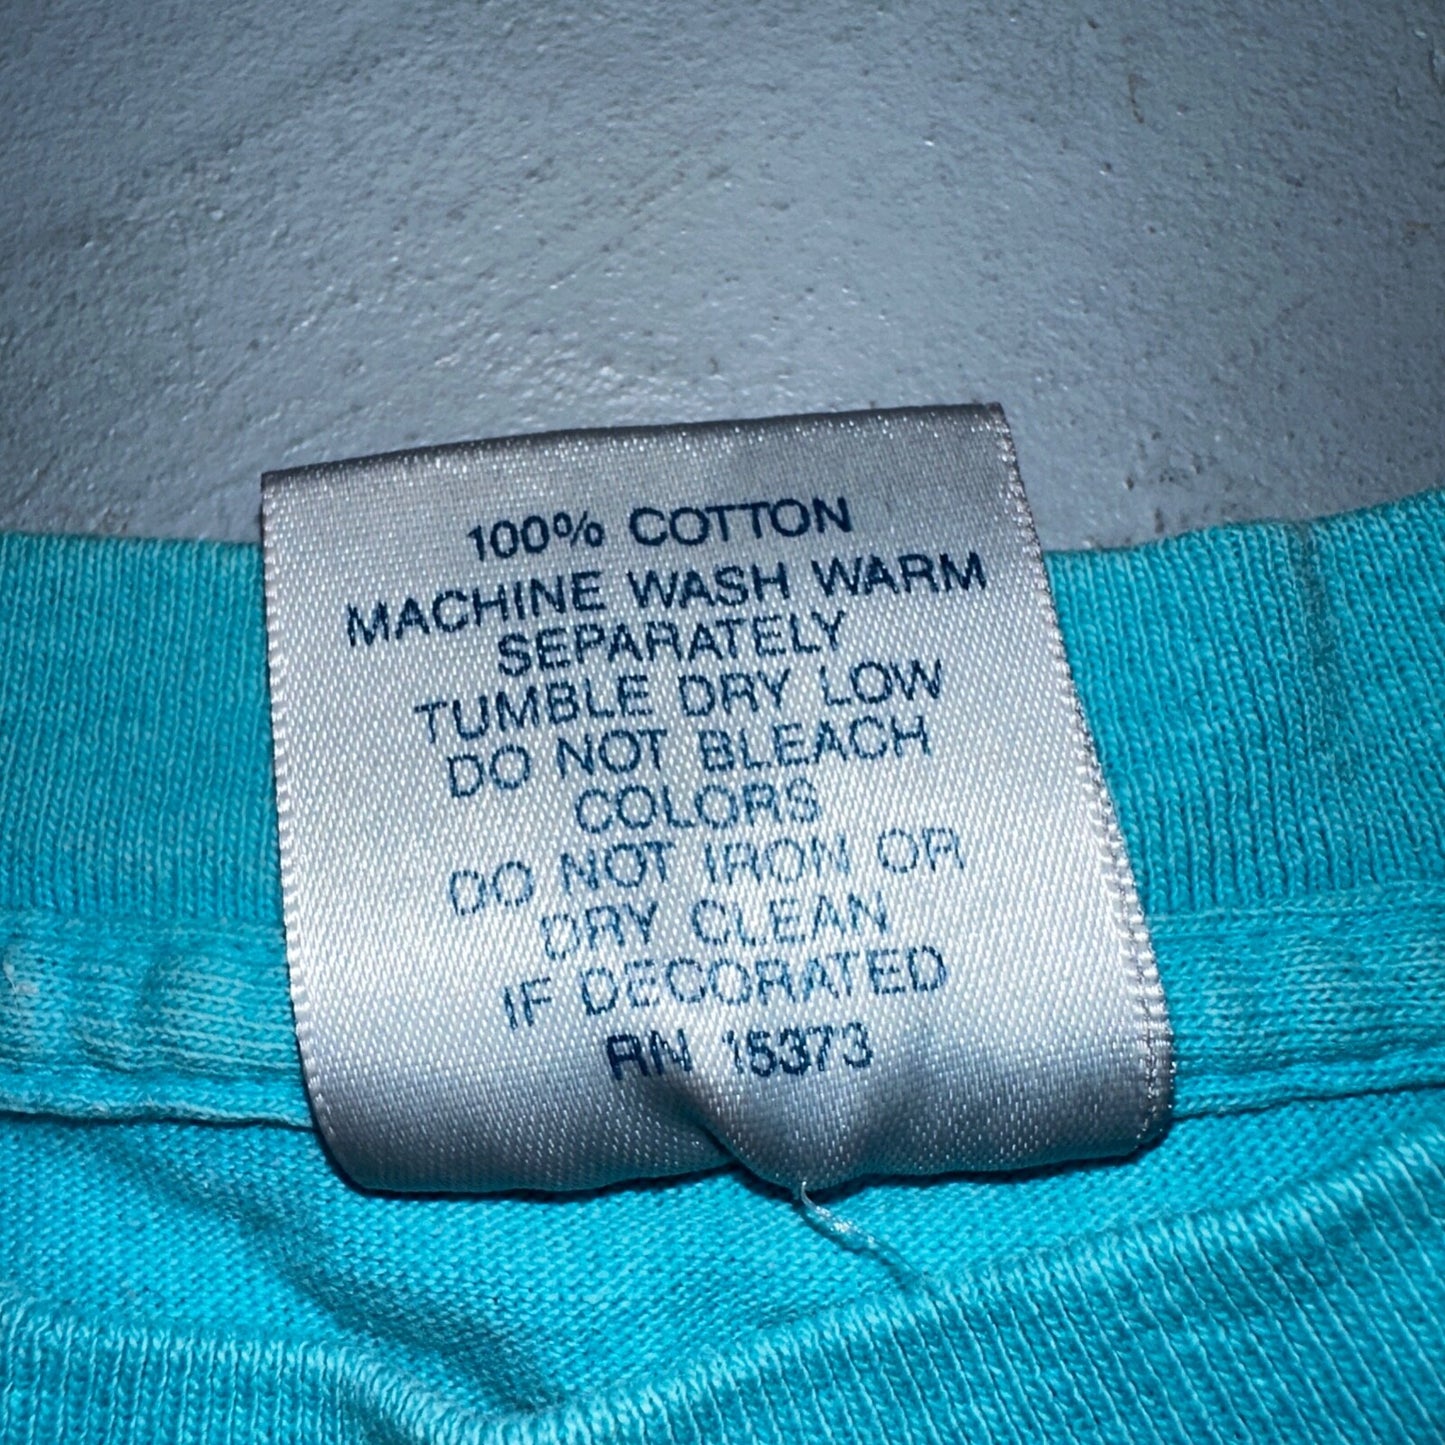 100% COTTON
MACHINE WASH WARM
SEPARATELY
TUMBLE DRY LOW
DO NOT BLEACH
COLORS
DO NOT IRON OR
DRY CLEAN
IF DECORATED
RN 15373